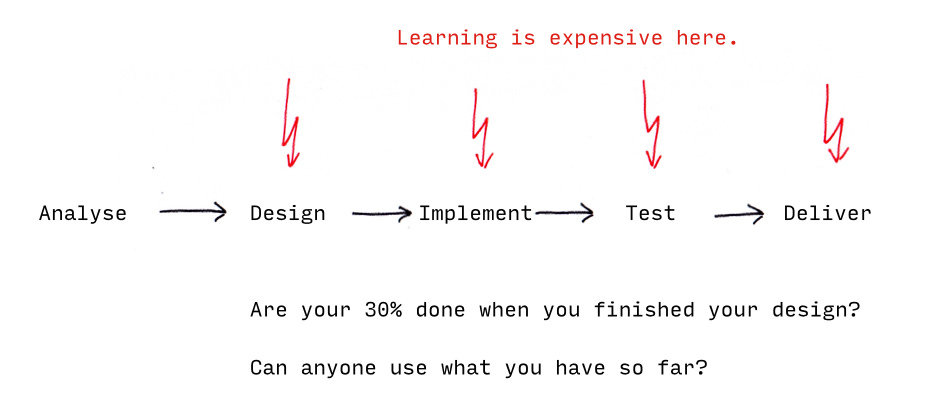 Learning is expensive here.
Analyse Design Implement Test Deliver
Are your 30% done when you finished your design?
Can anyone use what you have so far?